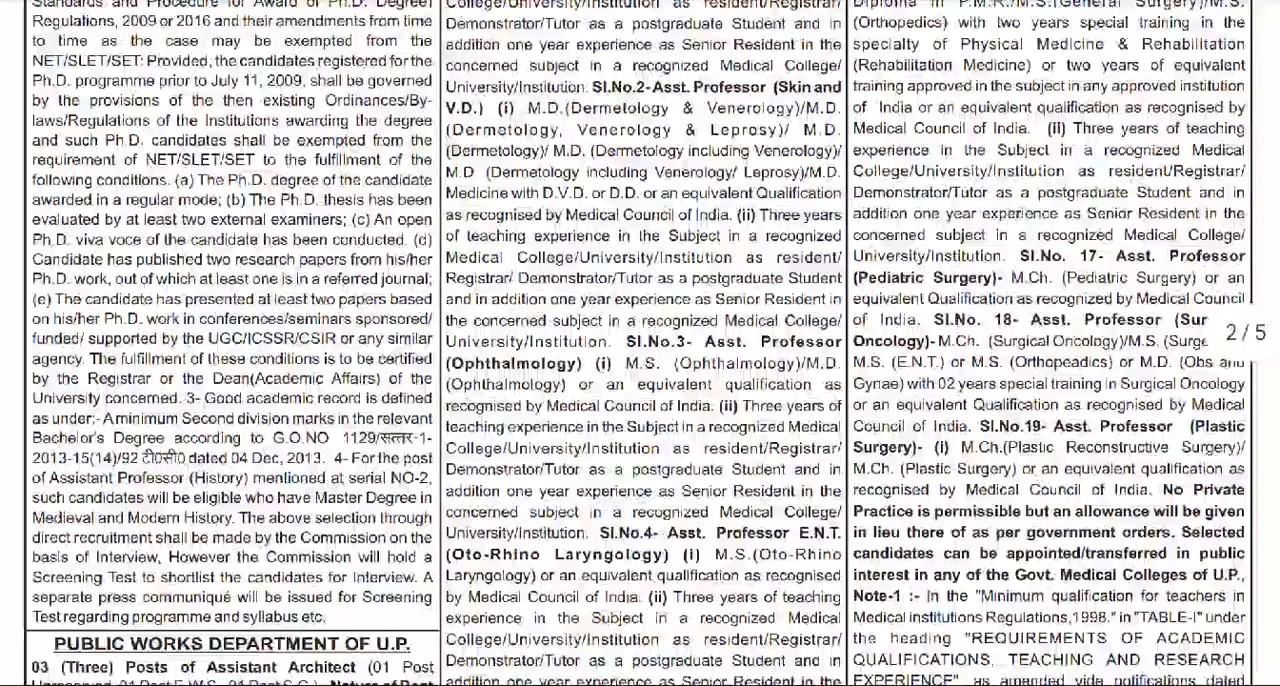 Standards and Procedure for Award of Ph.D. Degree)
Regulations, 2009 or 2016 and their amendments from time
to time as the case may be exempted from the
NET/SLET/SET: Provided, the candidates registered for the
Ph.D. programme prior to July 11, 2009, shall be governed
by the provisions of the then existing Ordinances/By-
laws/Regulations of the Institutions awarding the degree
and such Ph.D. candidates shall be exempted from the
requirement of NET/SLET/SET to the fulfillment of the
following conditions. (a) The Ph.D. degree of the candidate
awarded in a regular mode; (b) The Ph.D. thesis has been
evaluated by at least two external examiners; (c) An open
Ph.D. viva voce of the candidate has been conducted. (d)
Candidate has published two research papers from his/her
Ph.D. work, out of which at least one is in a referred journal;
(e) The candidate has presented at least two papers based
on his/her Ph.D. work in conferences/seminars sponsored/
funded/ supported by the UGC/ICSSR/CSIR or any similar
agency. The fulfillment of these conditions is to be certified
by the Registrar or the Dean(Academic Affairs) of the
University concerned. 3- Good academic record is defined
as under:- A minimum Second division marks in the relevant
Bachelor's Degree according to G.O.NO 1129/सत्तर-1-
2013-15(14)/92 टी०सी० dated 04 Dec, 2013. 4- For the post
of Assistant Professor (History) mentioned at serial NO-2,
such candidates will be eligible who have Master Degree in
Medieval and Modern History. The above selection through
direct recruitment shall be made by the Commission on the
basis of Interview, However the Commission will hold a
Screening Test to shortlist the candidates for Interview. A
separate press communiqué will be issued for Screening
Test regarding programme and syllabus etc.
PUBLIC WORKS DEPARTMENT OF U.P.
03 (Three) Posts of Assistant Architect (01 Post
College/University/Institution as resident/Registrar/
Demonstrator/Tutor as a postgraduate Student and in
addition one year experience as Senior Resident in the
concerned subject in a recognized Medical College/
University/Institution. Sl.No.2-Asst. Professor (Skin and
V.D.) (i) M.D.(Dermetology & Venerology)/M.D.
(Dermetology, Venerology & Leprosy)/ M.D.
(Dermetology)/ M.D. (Dermetology including Venerology)/
M.D (Dermetology including Venerology/ Leprosy)/M.D.
Medicine with D.V.D. or D.D. or an equivalent Qualification
as recognised by Medical Council of India. (ii) Three years
of teaching experience in the Subject in a recognized
Medical College/University/Institution as resident/
Registrar/ Demonstrator/Tutor as a postgraduate Student
and in addition one year experience as Senior Resident in
the concerned subject in a recognized Medical College/
University/Institution. Sl.No.3- Asst. Professor
(Ophthalmology) (i) M.S. (Ophthalmology)/M.D.
(Ophthalmology) or an equivalent qualification
recognised by Medical Council of India. (ii) Three years of
teaching experience in the Subject in a recognized Medical
College/University/Institution as resident/Registrar/
Demonstrator/Tutor as a postgraduate Student and in
addition one year experience as Senior Resident in the
concerned subject in a recognized Medical College/
University/Institution. Sl.No.4- Asst. Professor E.N.T.
(Oto-Rhino Laryngology) (i) M.S.(Oto-Rhino
Laryngology) or an equivalent qualification as recognised
by Medical Council of India. (ii) Three years of teaching
experience in the Subject in a recognized Medical
College/University/Institution as resident/Registrar/
Demonstrator/Tutor as a postgraduate Student and in
addition one year experience as Senior Resident in the
Diploma in P.M.R./M.S.(General Surgery)/M.S.
(Orthopedics) with two years special training in the
specialty of Physical Medicine & Rehabilitation
(Rehabilitation Medicine) or two years of equivalent
training approved in the subject in any approved institution
of India or an equivalent qualification as recognised by
Medical Council of India. (ii) Three years of teaching
experience in the Subject in a recognized Medical
College/University/Institution as resident/Registrar/
Demonstrator/Tutor as a postgraduate Student and in
addition one year experience as Senior Resident in the
concerned subject in a recognized Medical College/
University/Institution. Sl.No. 17- Asst. Professor
(Pediatric Surgery)- M.Ch. (Pediatric Surgery) or an
equivalent Qualification as recognized by Medical Council
of India. Sl.No. 18- Asst. Professor (Sur
Oncology)- M.Ch. (Surgical Oncology)/M.S. (Surge
M.S. (E.N.T.) or M.S. (Orthopeadics) or M.D. (Obs and
Gynae) with 02 years special training in Surgical Oncology
or an equivalent Qualification as recognised by Medical
Council of India. Sl.No.19- Asst. Professor (Plastic
Surgery)- (i) M.Ch.(Plastic Reconstructive Surgery)/
M.Ch. (Plastic Surgery) or an equivalent qualification as
recognised by Medical Council of India. No Private
Practice is permissible but an allowance will be given
in lieu there of as per government orders. Selected
candidates can be appointed/transferred in public
interest in any of the Govt. Medical Colleges of U.P.,
Note-1 :- In the "Minimum qualification for teachers in
Medical institutions Regulations,1998." in "TABLE-I" under
the heading "REQUIREMENTS OF ACADEMIC
QUALIFICATIONS, TEACHING AND RESEARCH
EXPERIENCE" as amended vide notifications dated
2 / 5